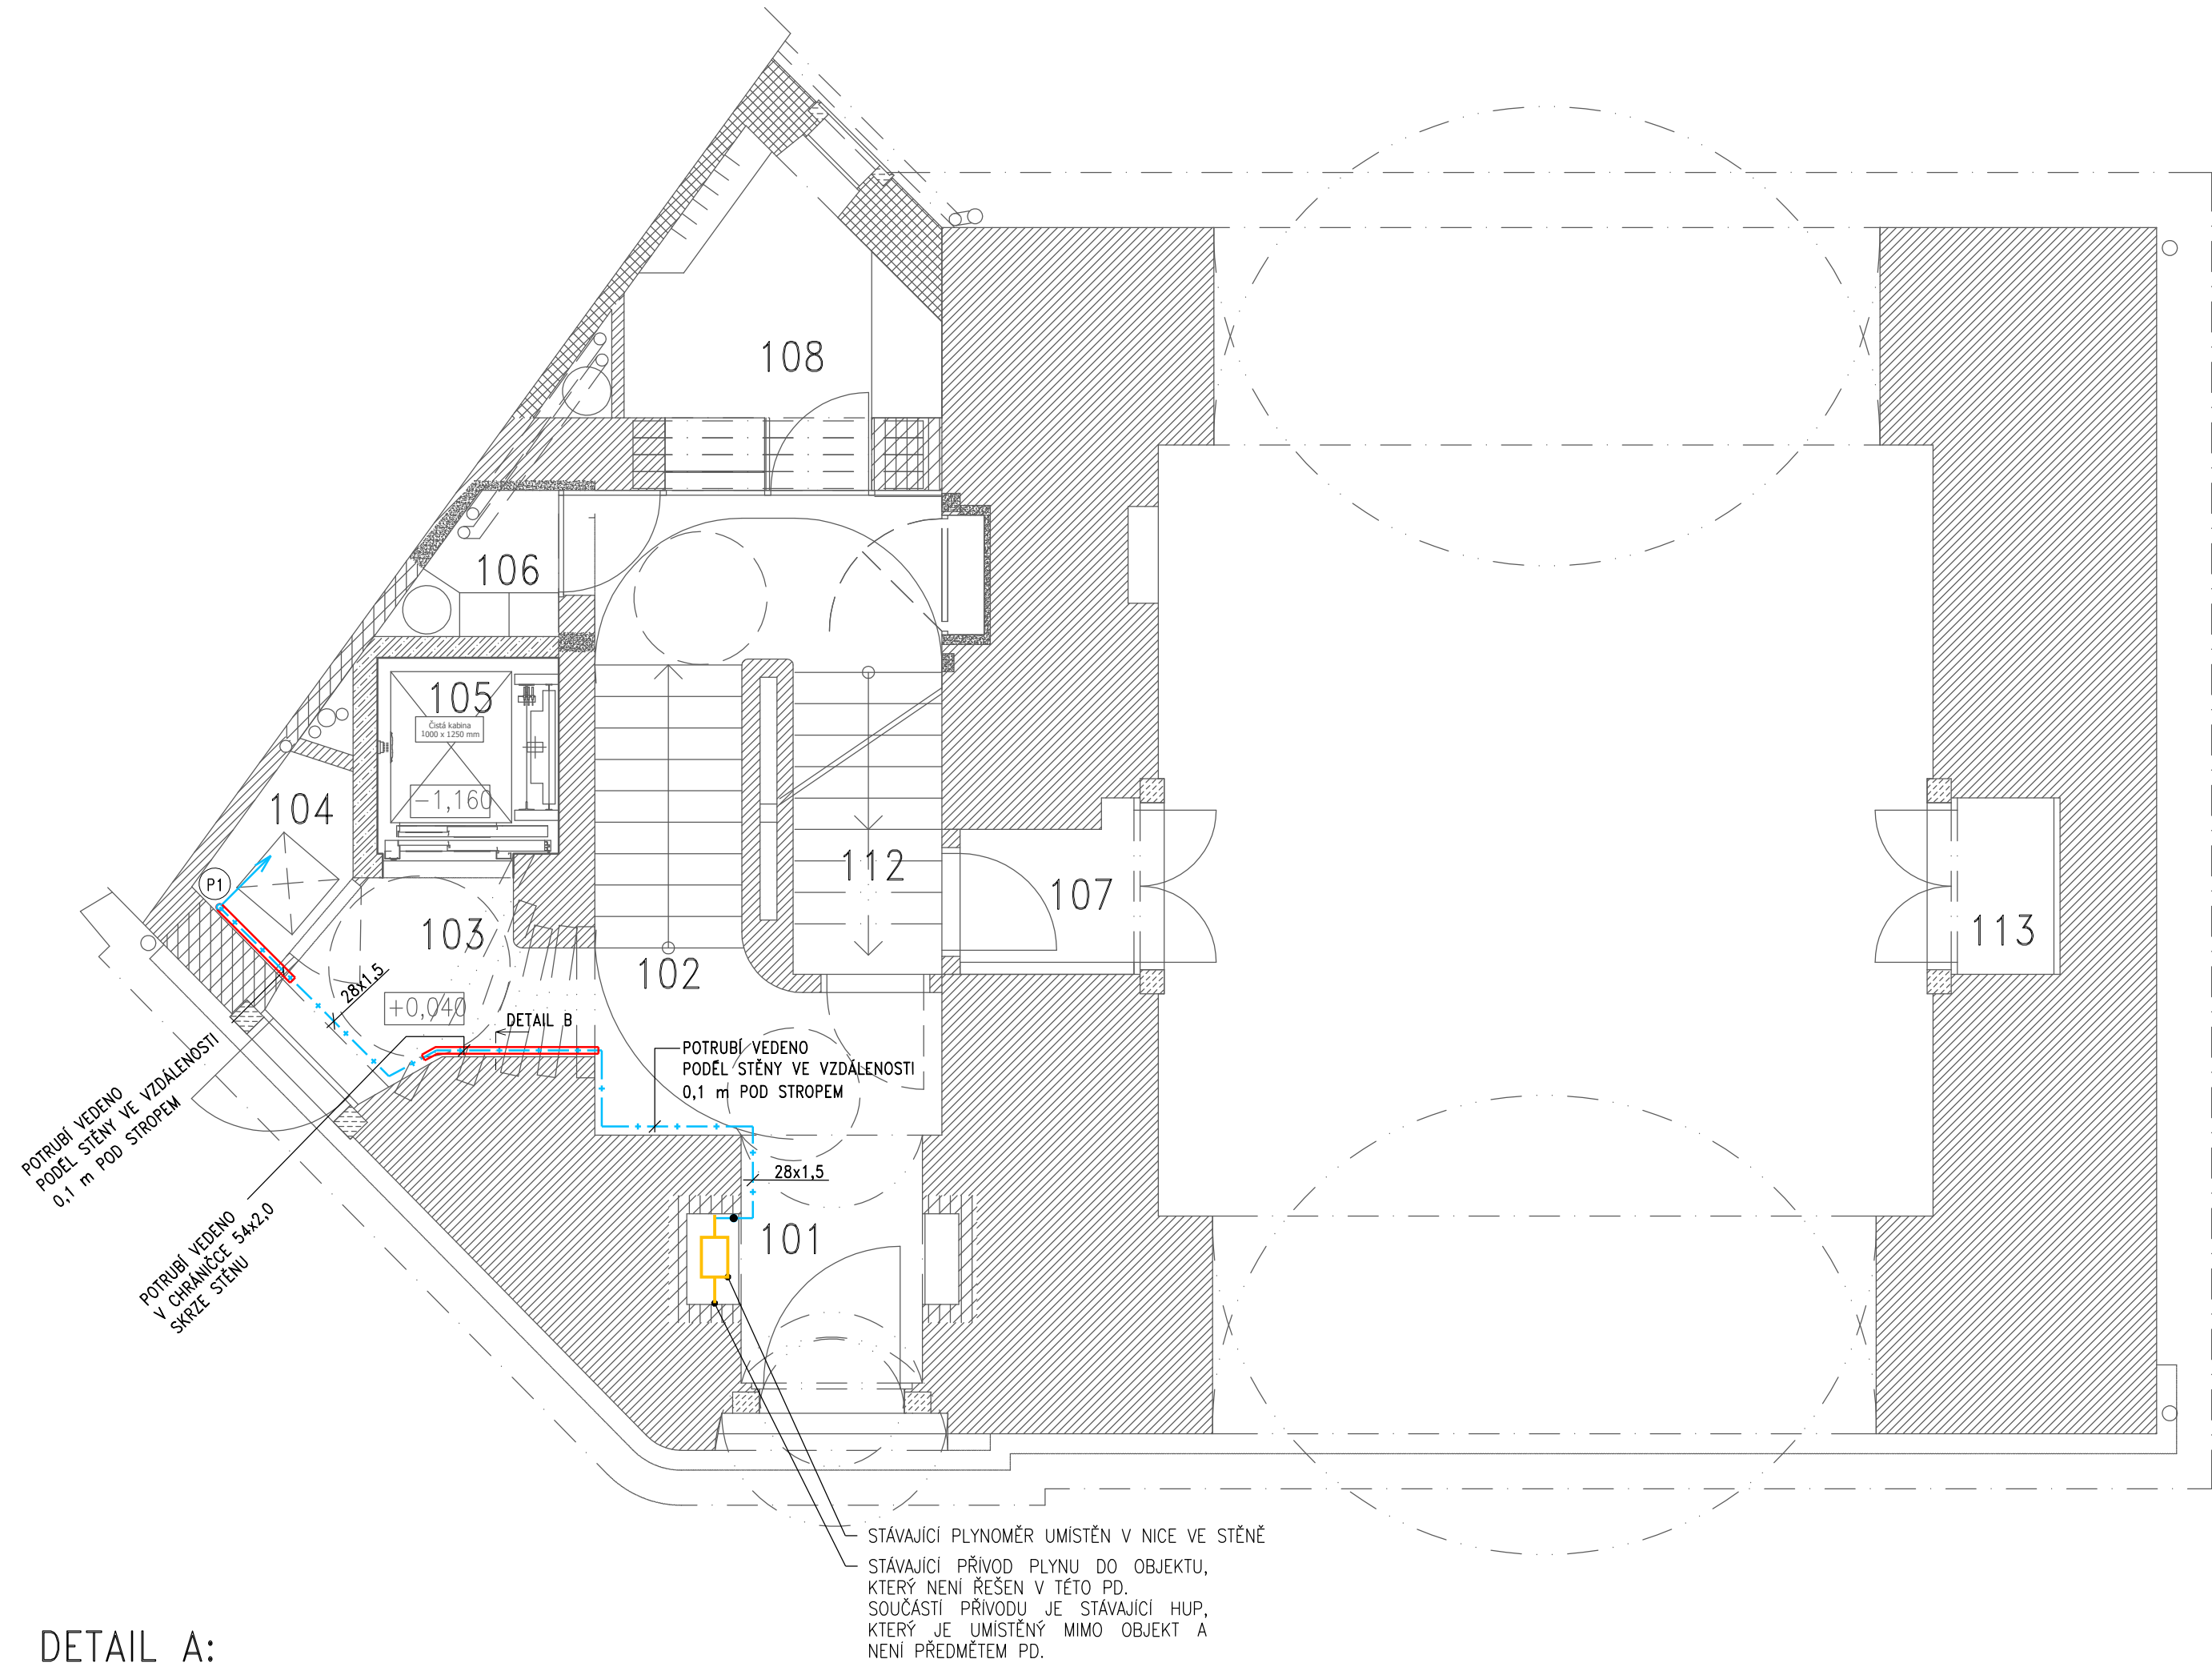 108
106
105
Čistá kabina
1000 x 1250 mm
-1,160
104
P1
103
112
107
113
102
28x1,5
+0,040
DETAIL B
POTRUBÍ VEDENO
PODÉL STĚNY VE VZDÁLENOSTI
0,1 m POD STROPEM
POTRUBÍ VEDENO
PODÉL STĚNY VE VZDÁLENOSTI
0,1 m POD STROPEM
28x1,5
101
POTRUBÍ VEDENO
V CHRÁNIČCE 54x2,0
SKRZE STĚNU
STÁVAJÍCÍ PLYNOMĚR UMÍSTĚN V NICE VE STĚNĚ
STÁVAJÍCÍ PŘÍVOD PLYNU DO OBJEKTU,
KTERÝ NENÍ ŘEŠEN V TÉTO PD.
SOUČÁSTÍ PŘÍVODU JE STÁVAJÍCÍ HUP,
KTERÝ JE UMÍSTĚNÝ MIMO OBJEKT A
NENÍ PŘEDMĚTEM PD.
DETAIL A: